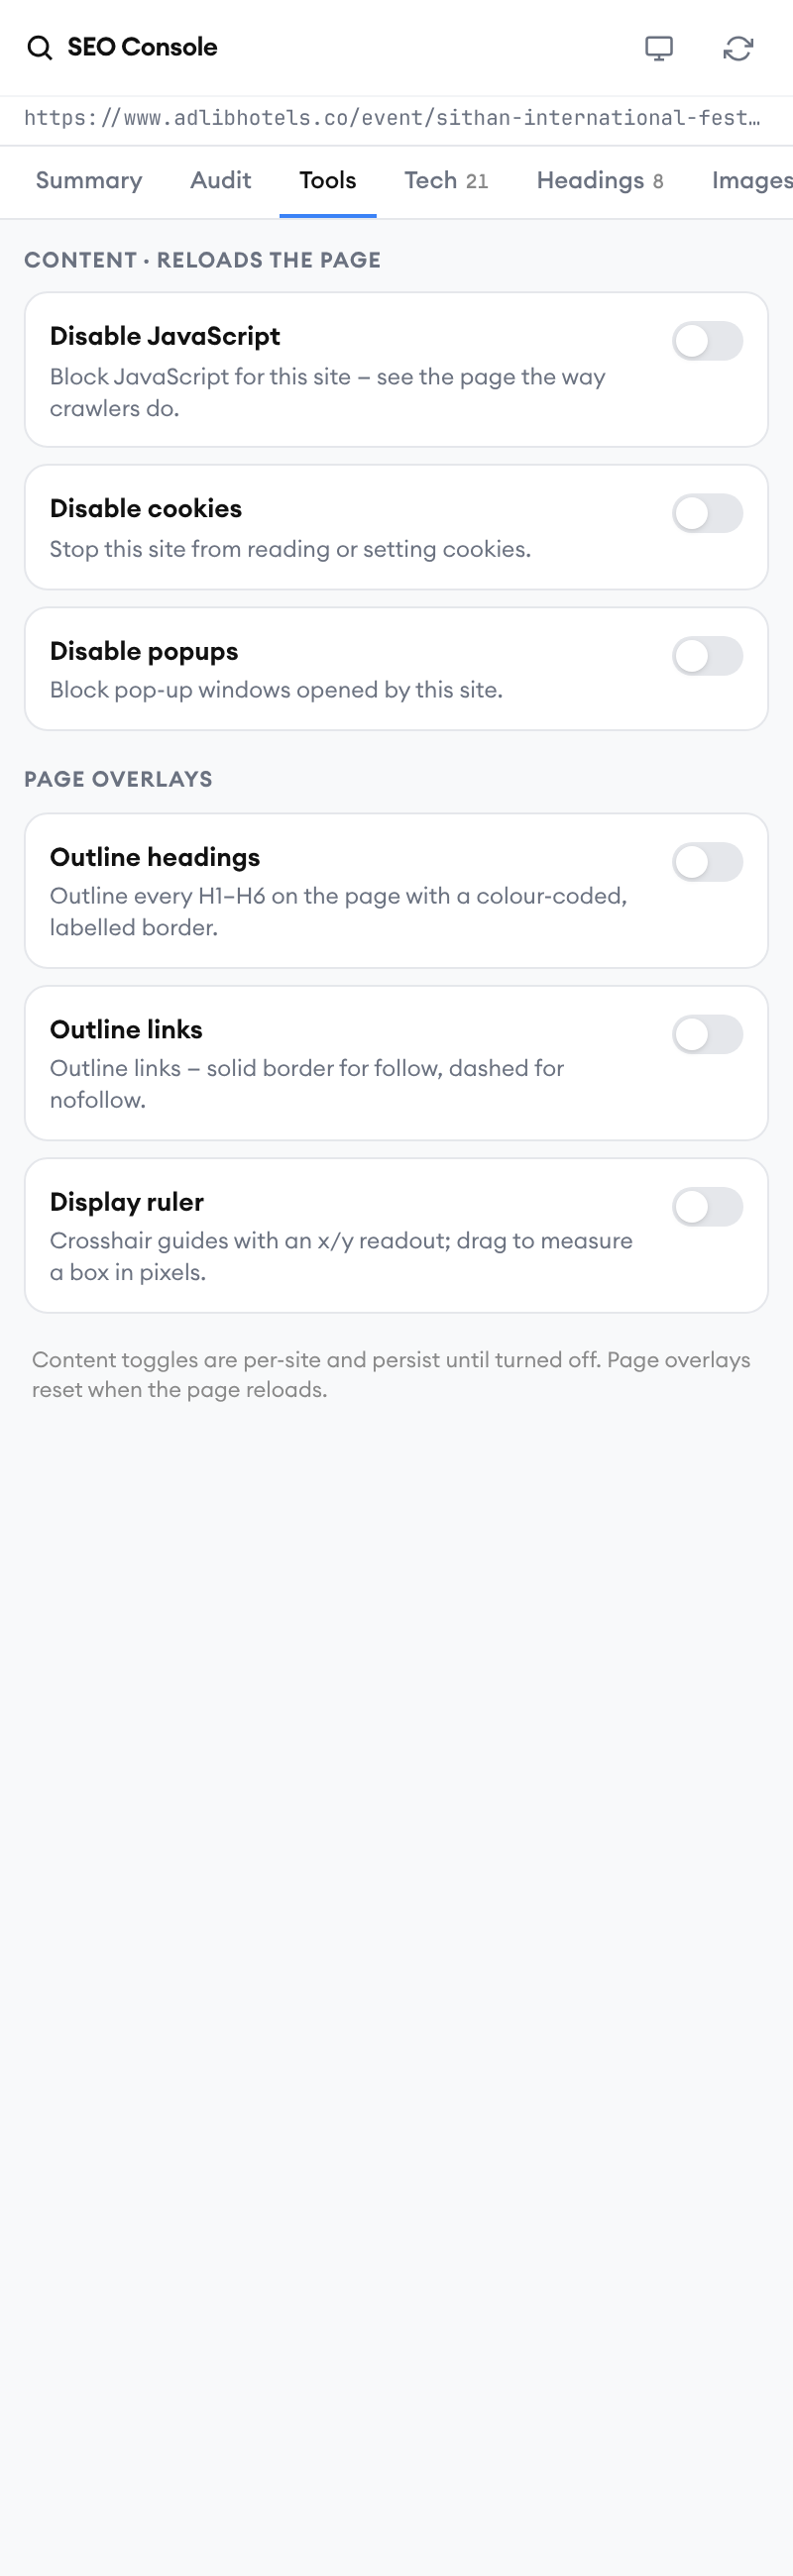 SEO Console
https://www.adlibhotels.co/event/sithan-international-fest…
Summary Audit Tools Tech 21 Headings 8 Images
CONTENT · RELOADS THE PAGE
Disable JavaScript
Block JavaScript for this site – see the page the way
crawlers do.
Disable cookies
Stop this site from reading or setting cookies.
Disable popups
Block pop-up windows opened by this site.
PAGE OVERLAYS
Outline headings
Outline every H1–H6 on the page with a colour-coded,
labelled border.
Outline links
Outline links – solid border for follow, dashed for
nofollow.
Display ruler
Crosshair guides with an x/y readout; drag to measure
a box in pixels.
Content toggles are per-site and persist until turned off. Page overlays
reset when the page reloads.